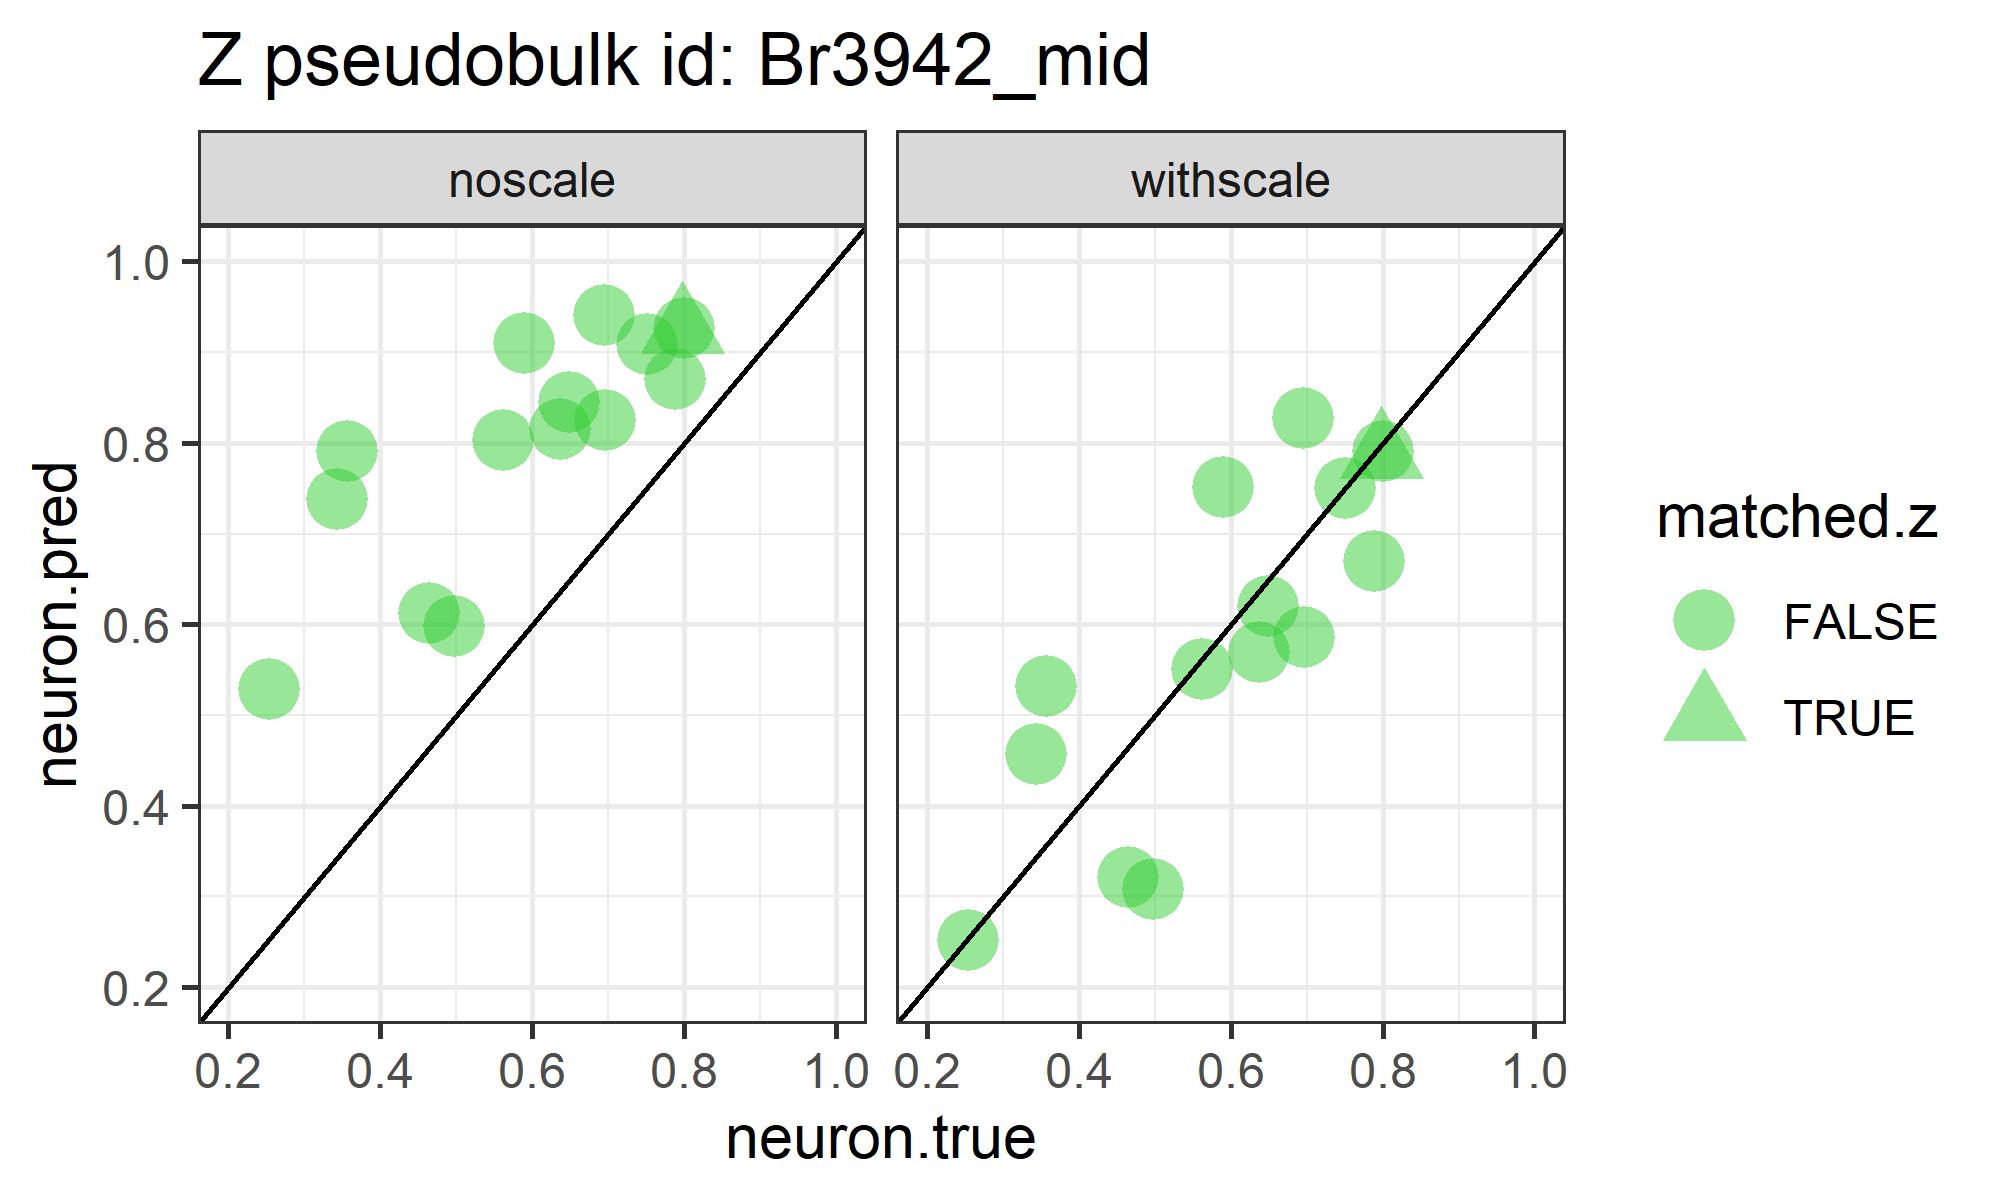 Z pseudobulk id: Br3942_mid
noscale
withscale
neuron.pred
1.0
0.8
0.6
0.4
0.2
0.2 0.4 0.6 0.8 1.0
0.2 0.4 0.6 0.8 1.0
neuron.true
matched.z
FALSE
TRUE